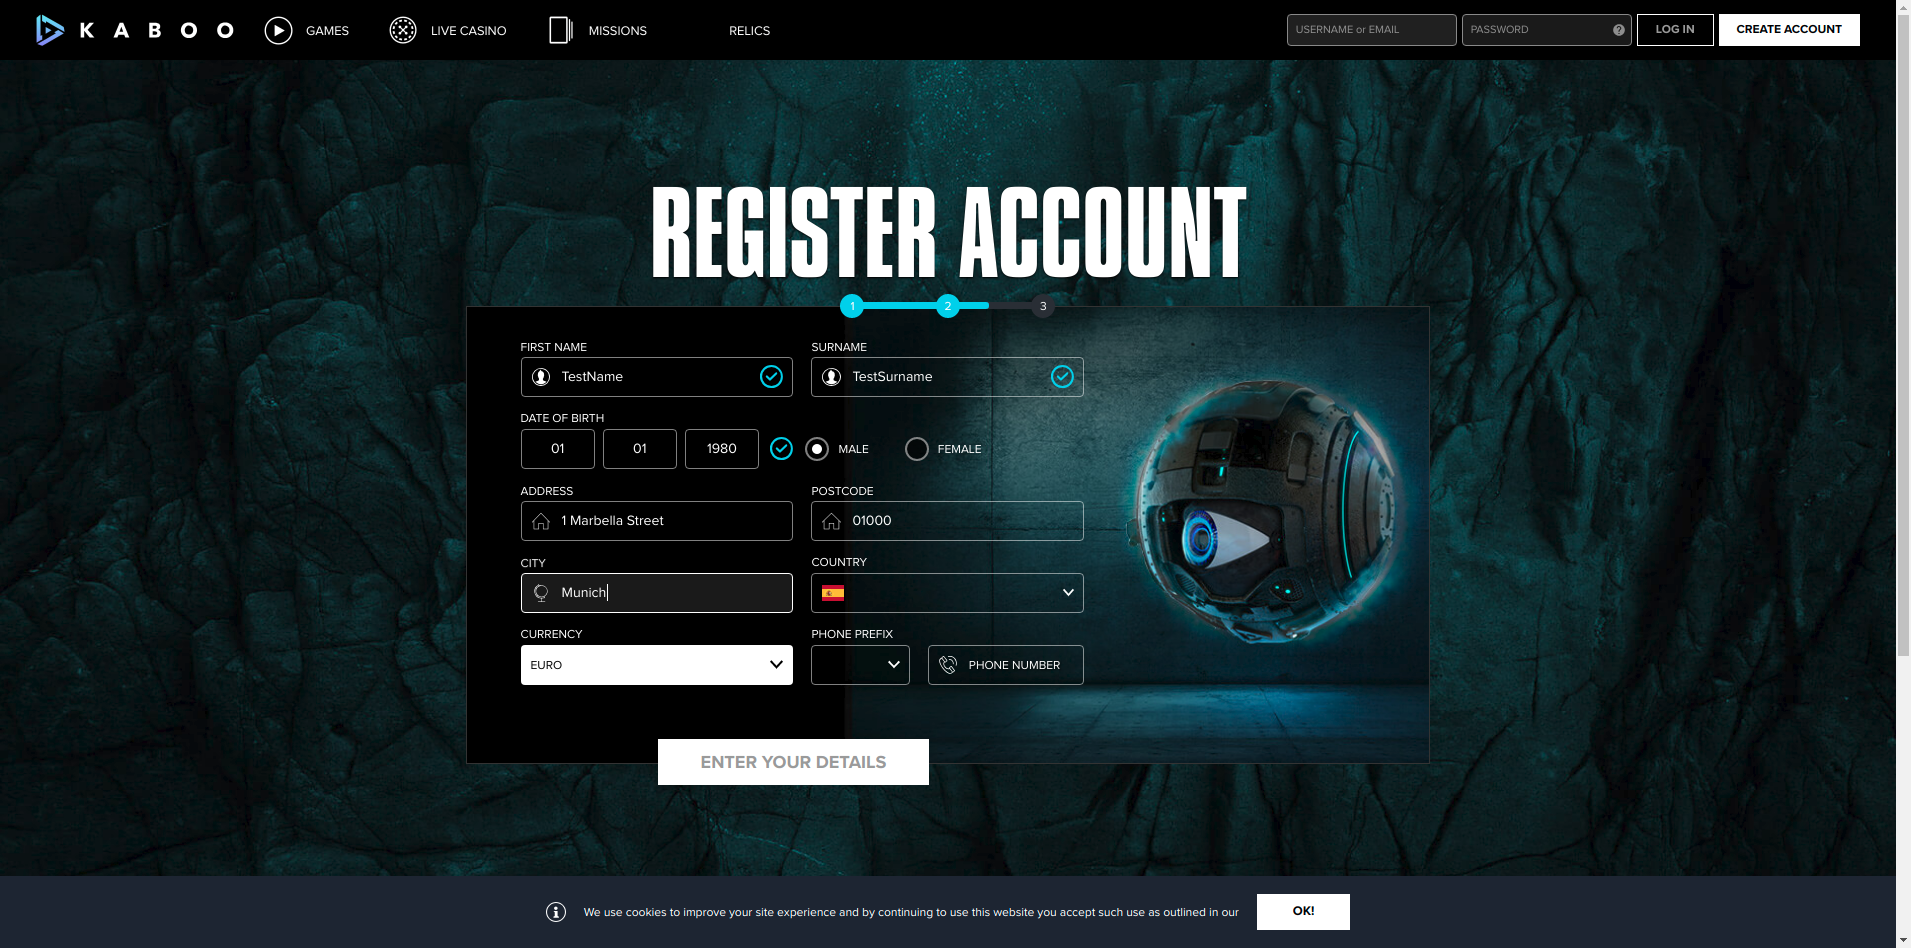 KABOO
GAMES
LIVE CASINO
MISSIONS
RELICS
USERNAME or EMAIL
PASSWORD
?
LOG IN
CREATE ACCOUNT
REGISTER ACCOUNT
1
2
3
FIRST NAME
SURNAME
TestName
TestSurname
DATE OF BIRTH
01
01
1980
MALE
FEMALE
ADDRESS
POSTCODE
1 Marbella Street
01000
CITY
COUNTRY
Munich
CURRENCY
PHONE PREFIX
EURO
PHONE NUMBER
ENTER YOUR DETAILS
We use cookies to improve your site experience and by continuing to use this website you accept such use as outlined in our
OK!